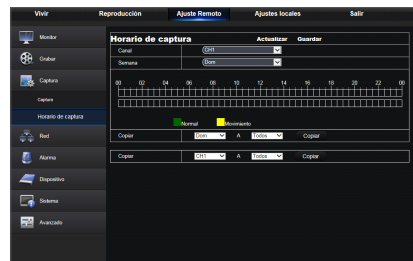 Vivir Reproducción Ajuste Remoto Ajustes locales Salir
Monitor
Grabar
Captura
Captura
Horario de captura
Red
Alarma
Dispositivo
Sistema
Avanzado
Horario de captura Actualizar Guardar
Canal CH1
Semana Dom
00 02 04 06 08 10 12 14 16 18 20 22 00
Normal Movimiento
Copiar Dom A Todos Copiar
Copiar CH1 A Todos Copiar